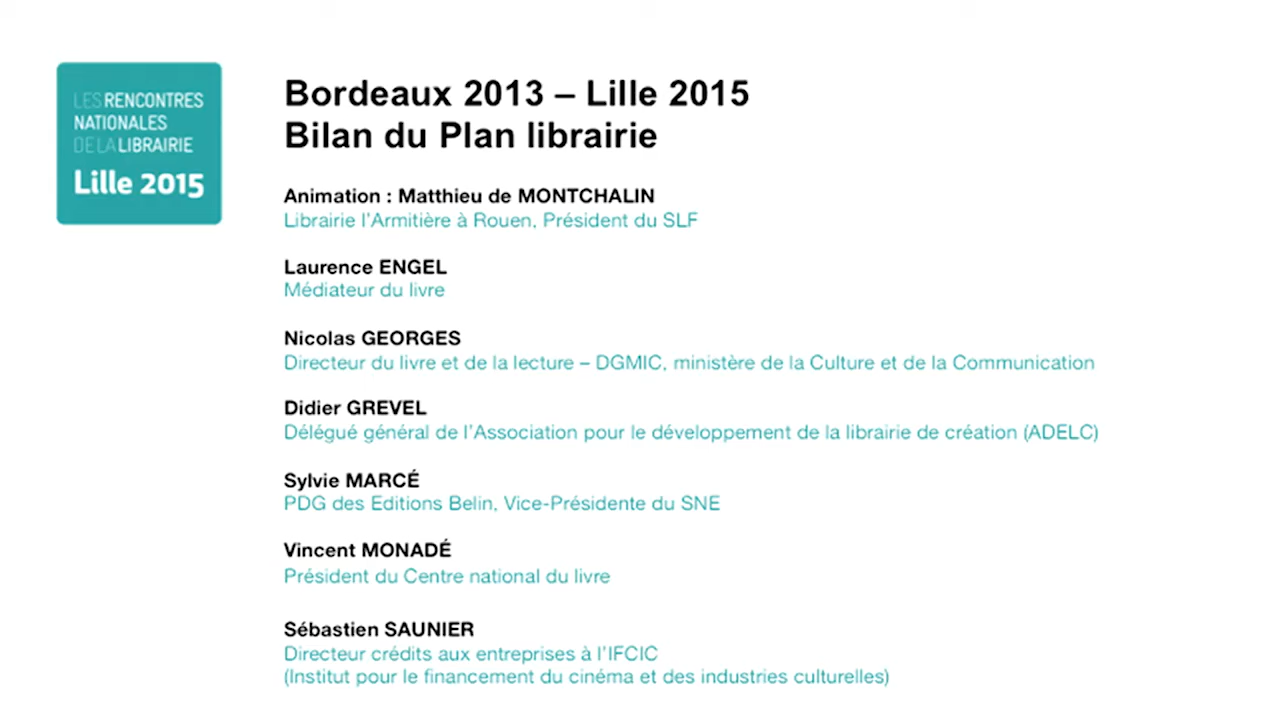 LES RENCONTRES
NATIONALES
DE LA LIBRAIRIE
Lille 2015
Bordeaux 2013 – Lille 2015
Bilan du Plan librairie
Animation : Matthieu de MONTCHALIN
Librairie l'Armitière à Rouen, Président du SLF
Laurence ENGEL
Médiateur du livre
Nicolas GEORGES
Directeur du livre et de la lecture – DGMIC, ministère de la Culture et de la Communication
Didier GREVEL
Délégué général de l'Association pour le développement de la librairie de création (ADELC)
Sylvie MARCÉ
PDG des Editions Belin, Vice-Présidente du SNE
Vincent MONADÉ
Président du Centre national du livre
Sébastien SAUNIER
Directeur crédits aux entreprises à l'IFCIC
(Institut pour le financement du cinéma et des industries culturelles)